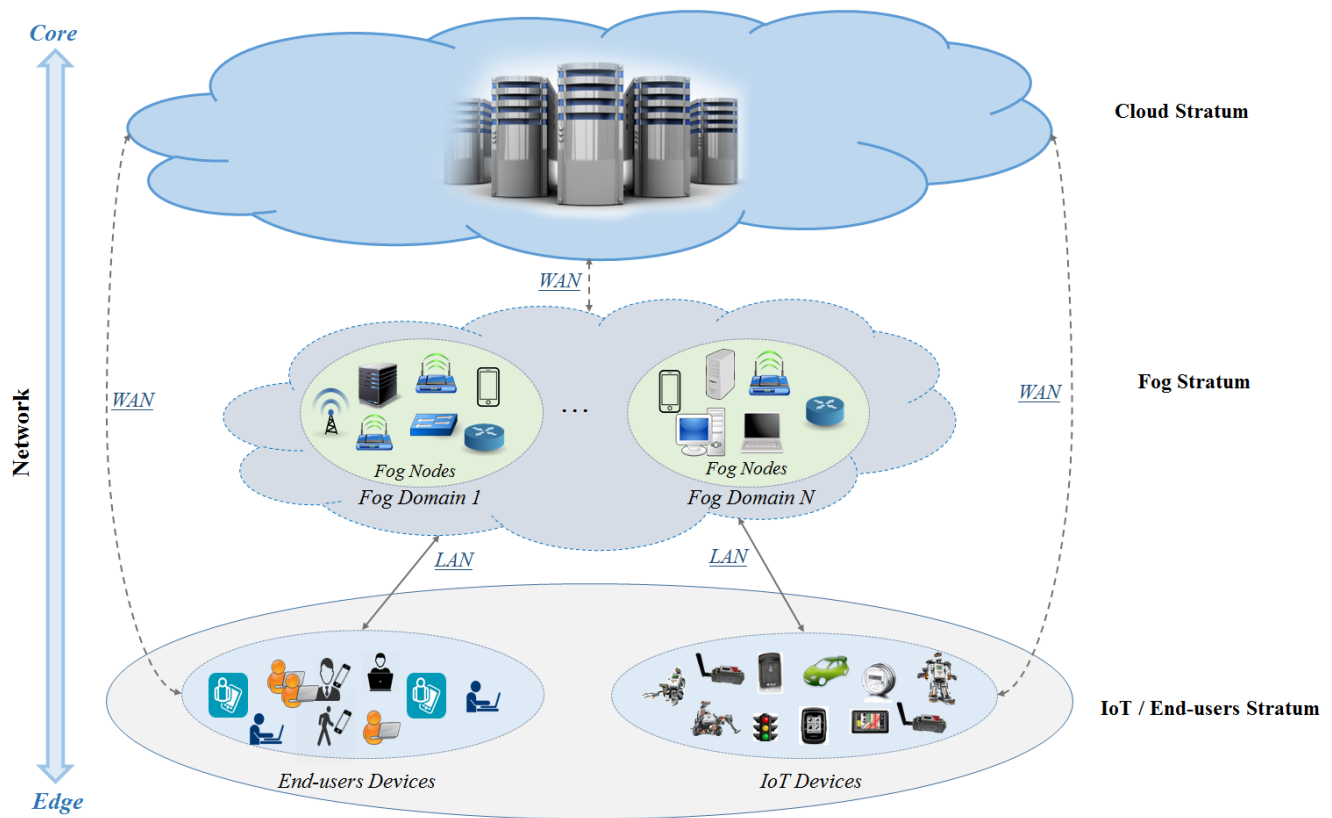 Core
Cloud Stratum
WAN
Fog Stratum
WAN
WAN
...
Fog Nodes
Fog Nodes
Fog Domain 1
Fog Domain N
Network
LAN
LAN
IoT / End-users Stratum
End-users Devices
IoT Devices
Edge